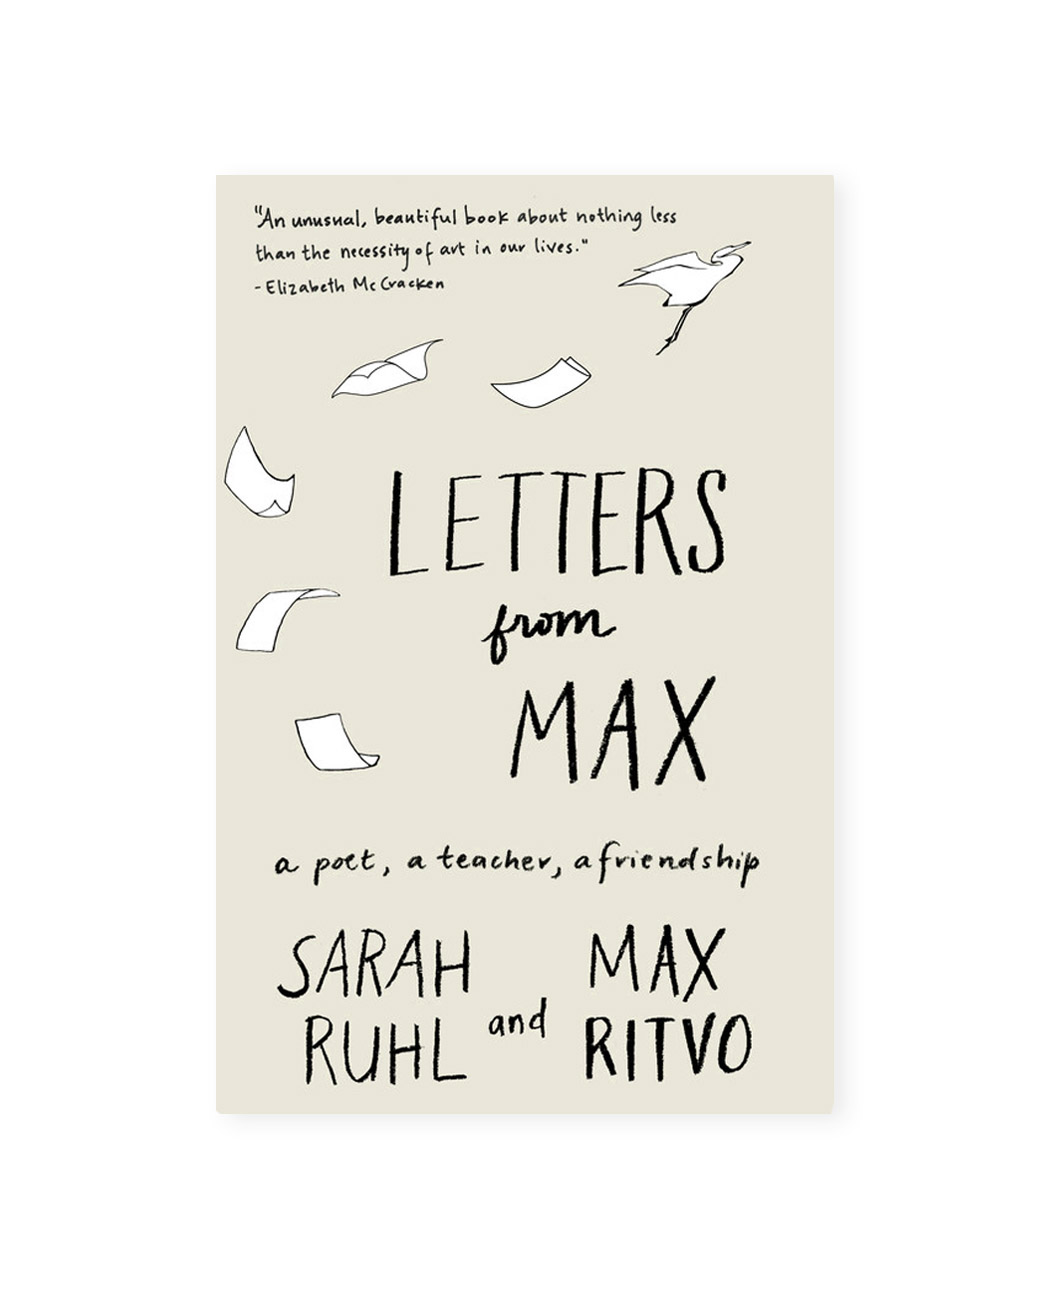 "An unusual, beautiful book about nothing less
than the necessity of art in our lives."
- Elizabeth McCracken
LETTERS
from
MAX
a poet, a teacher, a friendship
SARAH
RUHL
and
MAX
RITVO